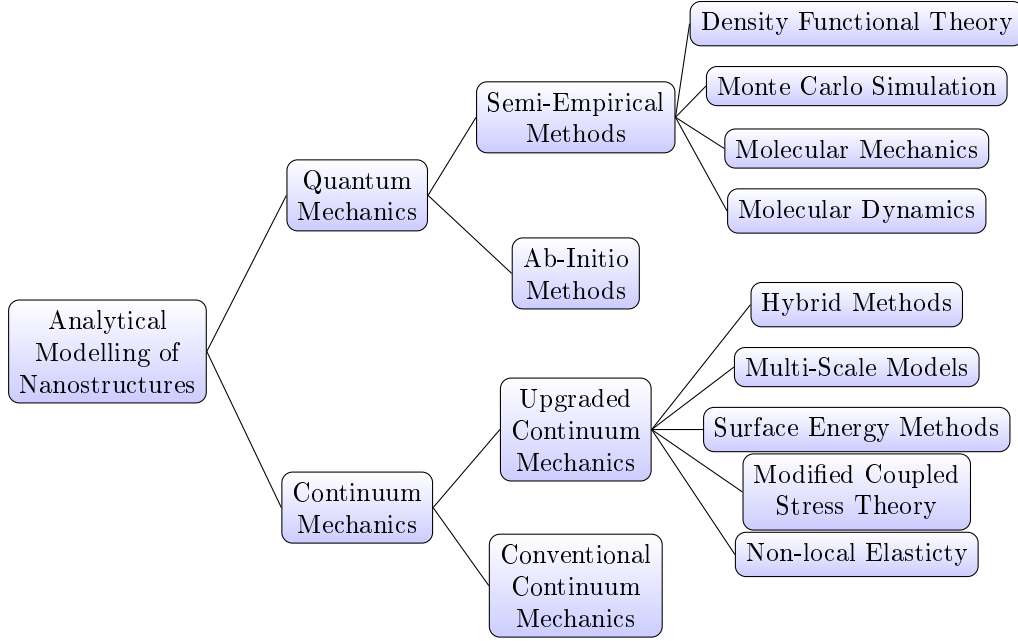 Analytical
Modelling of
Nanostructures
Quantum
Mechanics
Semi-Empirical
Methods
Density Functional Theory
Monte Carlo Simulation
Molecular Mechanics
Molecular Dynamics
Ab-Initio
Methods
Continuum
Mechanics
Upgraded
Continuum
Mechanics
Hybrid Methods
Multi-Scale Models
Surface Energy Methods
Modified Coupled
Stress Theory
Non-local Elasticty
Conventional
Continuum
Mechanics